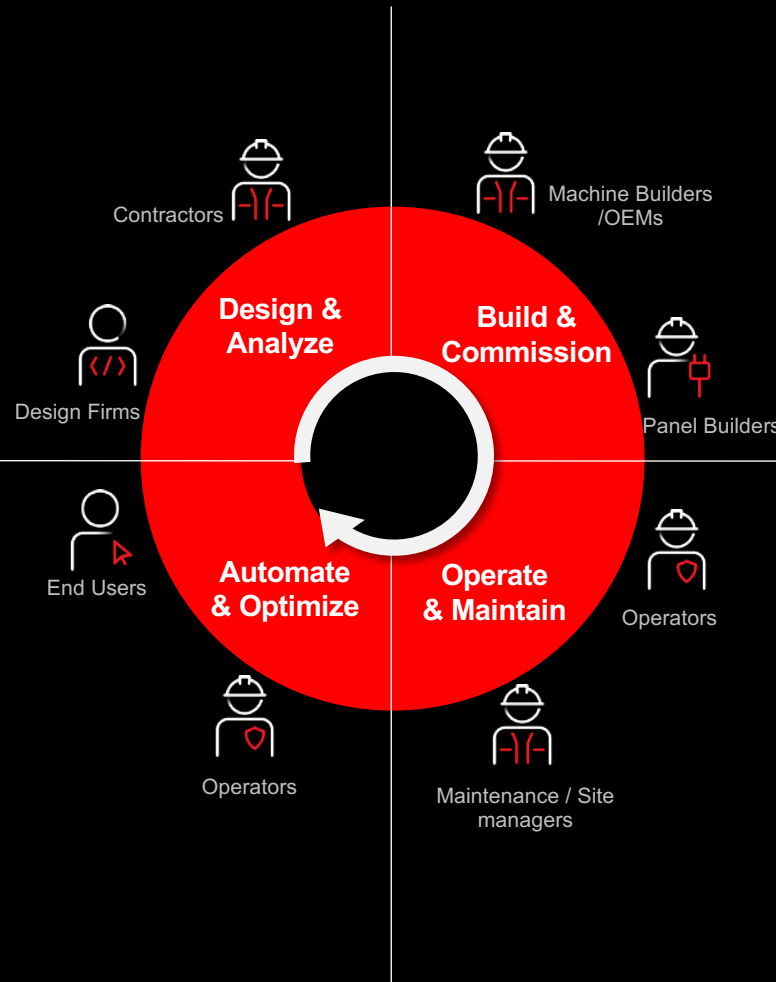 Contractors
Machine Builders
/OEMs
Design &
Analyze
Build &
Commission
Design Firms
Panel Builders
End Users
Automate
& Optimize
Operate
& Maintain
Operators
Operators
Maintenance / Site
managers